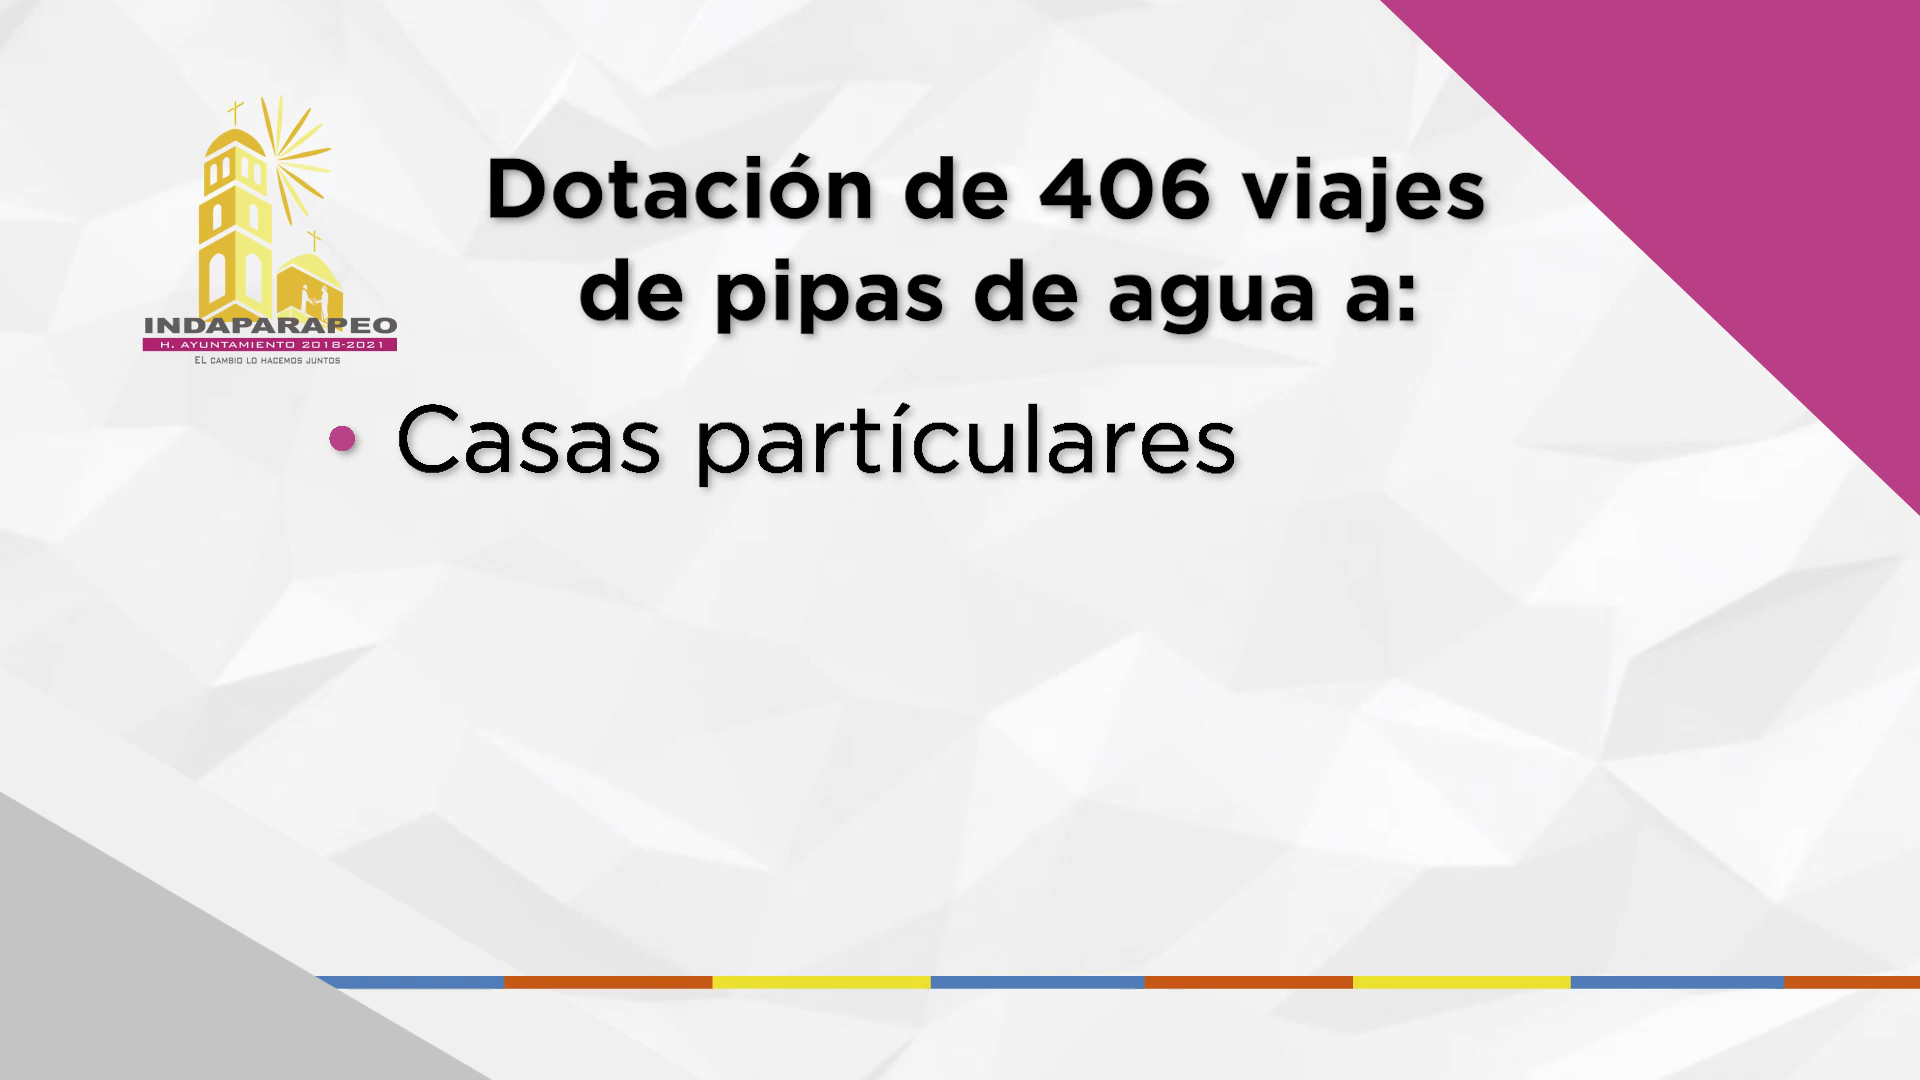 Dotación de 406 viajes
de pipas de agua a:
INDAPARAPEO
H. AYUNTAMIENTO 2018-2021
EL CAMBIO LO HACEMOS JUNTOS
• Casas partículares